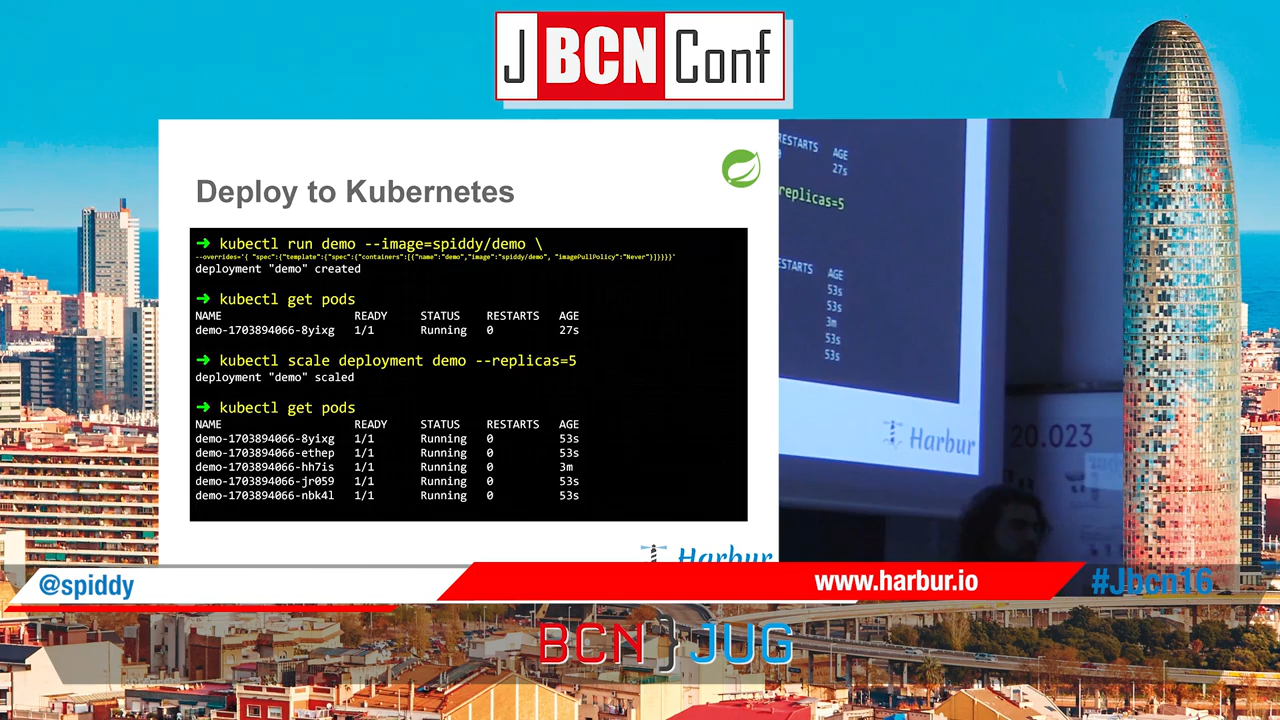 J BCN Conf
Deploy to Kubernetes
➜ kubectl run demo --image=spiddy/demo \
--overrides='{ "spec":{"template":{"spec":{"containers":[{"name":"demo","image":"spiddy/demo", "imagePullPolicy":"Never"}]}}}}'
deployment "demo" created
➜ kubectl get pods
NAME READY STATUS RESTARTS AGE
demo-1703894066-8yixg 1/1 Running 0 27s
➜ kubectl scale deployment demo --replicas=5
deployment "demo" scaled
➜ kubectl get pods
NAME READY STATUS RESTARTS AGE
demo-1703894066-8yixg 1/1 Running 0 53s
demo-1703894066-ethep 1/1 Running 0 53s
demo-1703894066-hh7is 1/1 Running 0 3m
demo-1703894066-jr059 1/1 Running 0 53s
demo-1703894066-nbk4l 1/1 Running 0 53s
Harbur
RESTARTS AGE
0 27s
replicas=5
ESTARTS AGE
53s
53s
3m
53s
53s
Harbur
20.023
@spiddy
www.harbur.io
#Jbcn16
BCN JUG